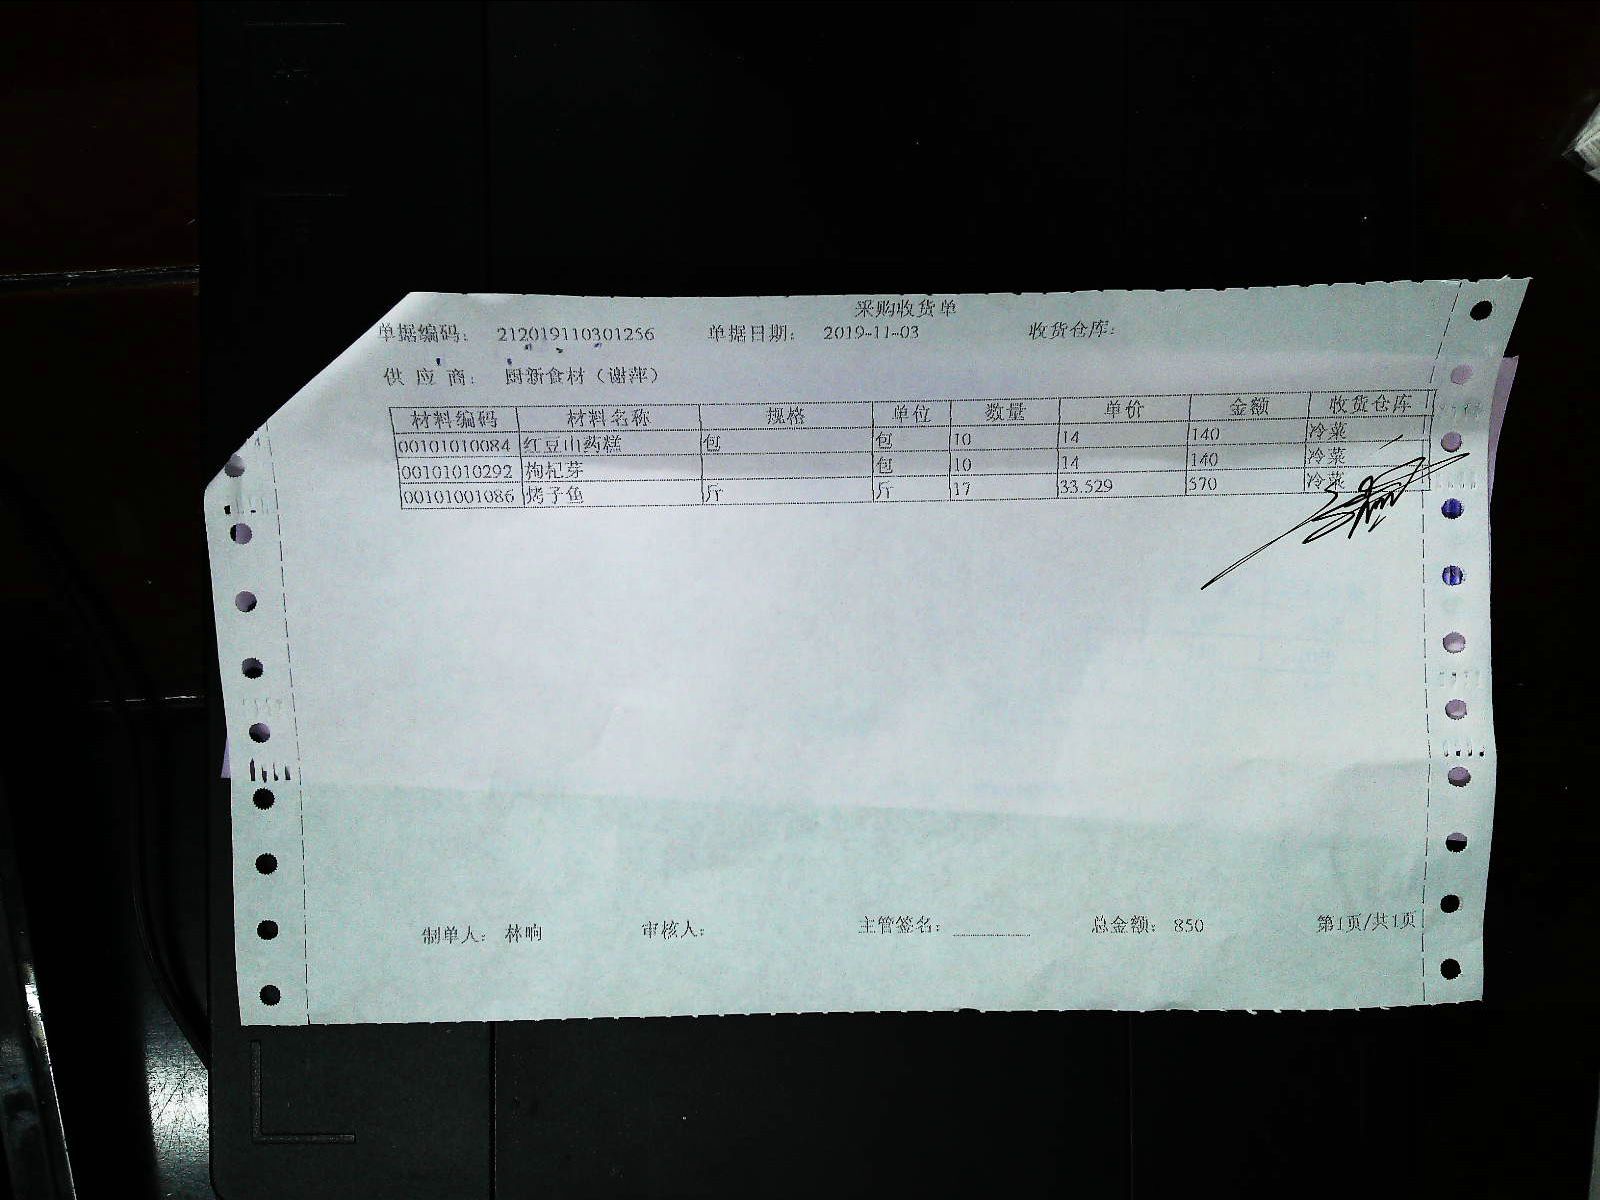 采购收货单
单据编码： 212019110301256 单据日期： 2019-11-03 收货仓库：
供 应 商： 厨新食材（谢萍）
材料编码 材料名称 规格 单位 数量 单价 金额 收货仓库
00101010084 红豆山药糕 包 包 10 14 140 冷菜
00101010292 枸杞芽 包 10 14 140 冷菜
00101001086 烤子鱼 斤 斤 17 33.529 570 冷菜
制单人： 林响 审核人： 主管签名： 总金额： 850 第1页/共1页